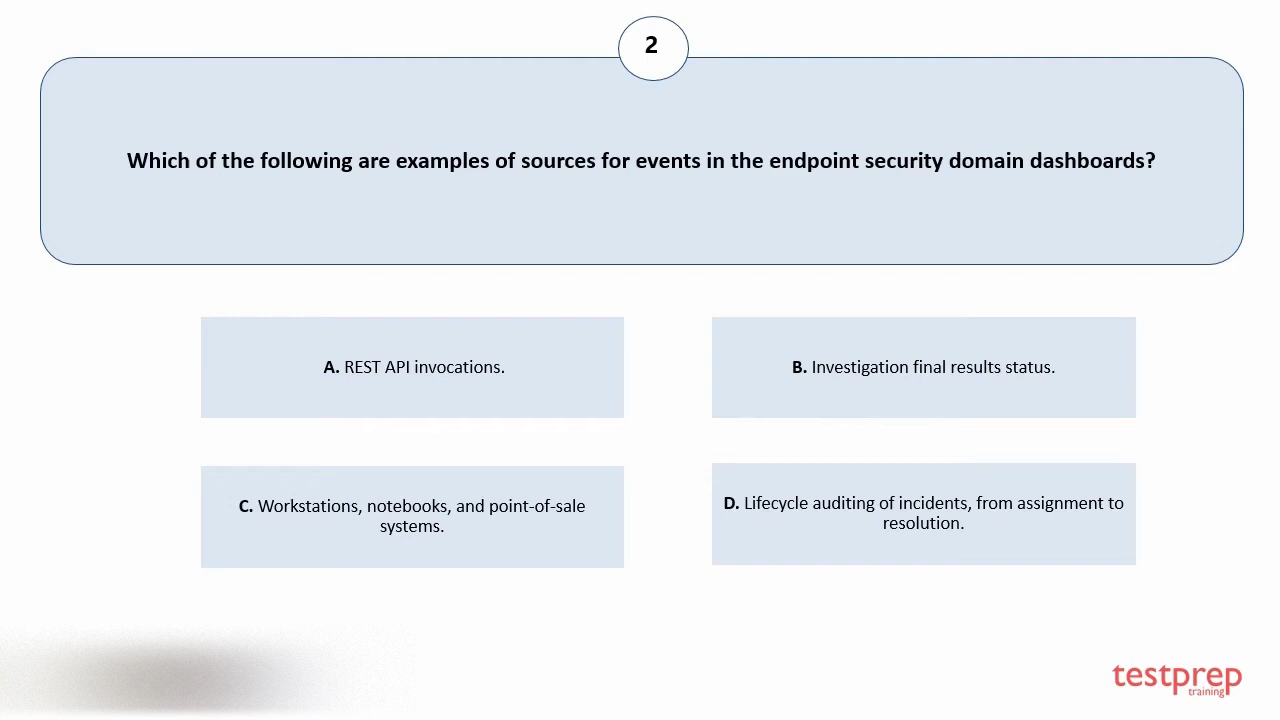 2
Which of the following are examples of sources for events in the endpoint security domain dashboards?
A. REST API invocations.
B. Investigation final results status.
C. Workstations, notebooks, and point-of-sale
systems.
D. Lifecycle auditing of incidents, from assignment to
resolution.
testprep
training